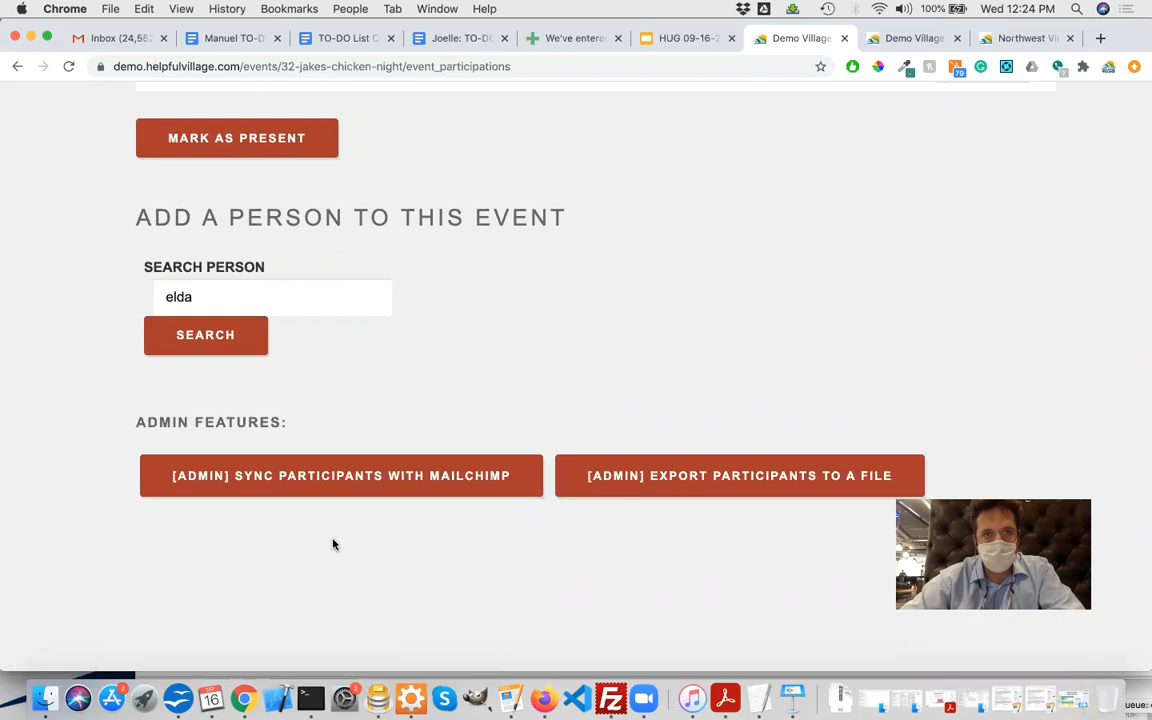 Chrome File Edit View History Bookmarks People Tab Window Help 100% Wed 12:24 PM
Inbox (24,55 Manuel TO-D TO-DO List C Joelle: TO-D We've entere HUG 09-16-2 Demo Village Demo Village Northwest Vi
demo.helpfulvillage.com/events/32-jakes-chicken-night/event_participations
79
MARK AS PRESENT
ADD A PERSON TO THIS EVENT
SEARCH PERSON
elda
SEARCH
ADMIN FEATURES:
[ADMIN] SYNC PARTICIPANTS WITH MAILCHIMP [ADMIN] EXPORT PARTICIPANTS TO A FILE
16
ueue: